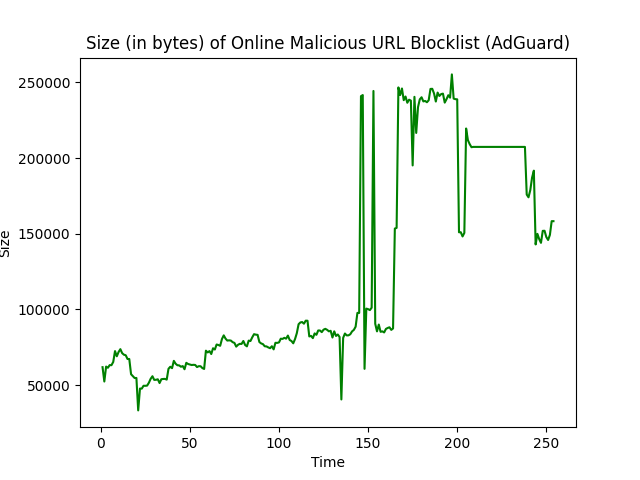 Size (in bytes) of Online Malicious URL Blocklist (AdGuard)
250000
200000
150000
100000
50000
Size
0 50 100 150 200 250
Time